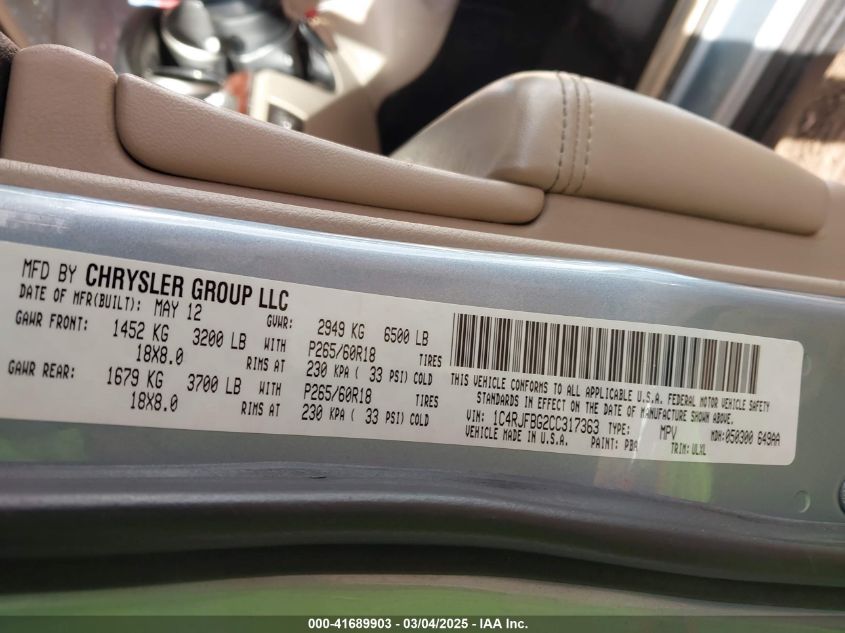 MFD BY CHRYSLER GROUP LLC
DATE OF MFR(BUILT): MAY 12 GVWR: 2949 KG 6500 LB
GAWR FRONT: 1452 KG 3200 LB WITH P265/60R18 TIRES
18X8.0 RIMS AT 230 KPA ( 33 PSI) COLD
GAWR REAR: 1679 KG 3700 LB WITH P265/60R18 TIRES
18X8.0 RIMS AT 230 KPA ( 33 PSI) COLD
THIS VEHICLE CONFORMS TO ALL APPLICABLE U.S.A. FEDERAL MOTOR VEHICLE SAFETY
STANDARDS IN EFFECT ON THE DATE OF MANUFACTURE SHOWN ABOVE.
VIN: 1C4RJFBG2CC317363 TYPE: MPV MDH: 050300 649AA
VEHICLE MADE IN U.S.A. PAINT: TRIM: ULXL
000-41689903 - 03/04/2025 - IAA Inc.